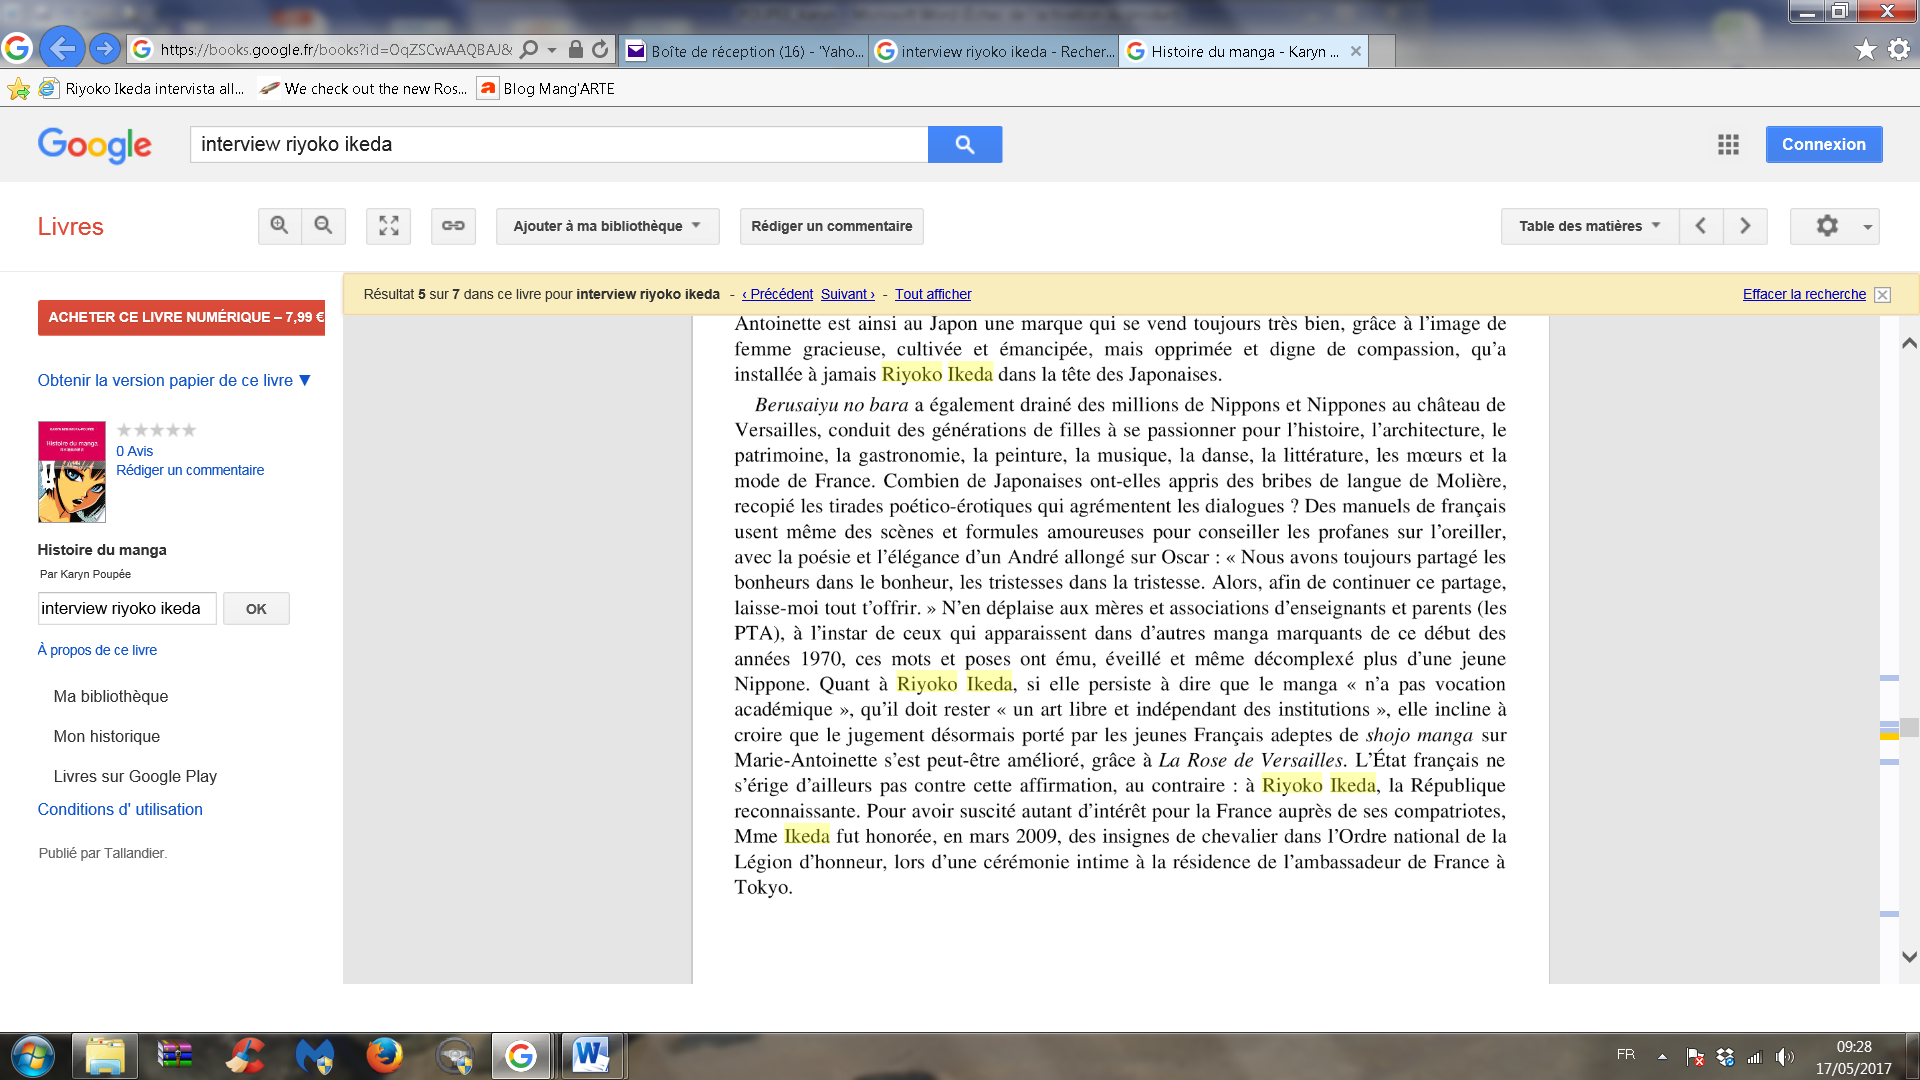 https://books.google.fr/books?id=OqZSCwAAQBAJ&
Boîte de réception (16) - 'Yaho...
interview riyoko ikeda - Recher...
Histoire du manga - Karyn ...
Riyoko Ikeda intervista all...
We check out the new Ros...
Blog Mang'ARTE
Google
interview riyoko ikeda
Connexion
Livres
Ajouter à ma bibliothèque
Rédiger un commentaire
Table des matières
Résultat 5 sur 7 dans ce livre pour interview riyoko ikeda - ‹ Précédent Suivant › - Tout afficher
Effacer la recherche
ACHETER CE LIVRE NUMÉRIQUE – 7,99 €
Obtenir la version papier de ce livre ▼
Histoire du manga
0 Avis
Rédiger un commentaire
Histoire du manga
Par Karyn Poupée
interview riyoko ikeda
OK
À propos de ce livre
Ma bibliothèque
Mon historique
Livres sur Google Play
Conditions d' utilisation
Publié par Tallandier.
Antoinette est ainsi au Japon une marque qui se vend toujours très bien, grâce à l'image de
femme gracieuse, cultivée et émancipée, mais opprimée et digne de compassion, qu'a
installée à jamais Riyoko Ikeda dans la tête des Japonaises.
Berusaiyu no bara a également drainé des millions de Nippons et Nippones au château de
Versailles, conduit des générations de filles à se passionner pour l'histoire, l'architecture, le
patrimoine, la gastronomie, la peinture, la musique, la danse, la littérature, les mœurs et la
mode de France. Combien de Japonaises ont-elles appris des bribes de langue de Molière,
recopié les tirades poético-érotiques qui agrémentent les dialogues ? Des manuels de français
usent même des scènes et formules amoureuses pour conseiller les profanes sur l'oreiller,
avec la poésie et l'élégance d'un André allongé sur Oscar : « Nous avons toujours partagé les
bonheurs dans le bonheur, les tristesses dans la tristesse. Alors, afin de continuer ce partage,
laisse-moi tout t'offrir. » N'en déplaise aux mères et associations d'enseignants et parents (les
PTA), à l'instar de ceux qui apparaissent dans d'autres manga marquants de ce début des
années 1970, ces mots et poses ont ému, éveillé et même décomplexé plus d'une jeune
Nippone. Quant à Riyoko Ikeda, si elle persiste à dire que le manga « n'a pas vocation
académique », qu'il doit rester « un art libre et indépendant des institutions », elle incline à
croire que le jugement désormais porté par les jeunes Français adeptes de shojo manga sur
Marie-Antoinette s'est peut-être amélioré, grâce à La Rose de Versailles. L'État français ne
s'érige d'ailleurs pas contre cette affirmation, au contraire : à Riyoko Ikeda, la République
reconnaissante. Pour avoir suscité autant d'intérêt pour la France auprès de ses compatriotes,
Mme Ikeda fut honorée, en mars 2009, des insignes de chevalier dans l'Ordre national de la
Légion d'honneur, lors d'une cérémonie intime à la résidence de l'ambassadeur de France à
Tokyo.
FR
09:28
17/05/2017